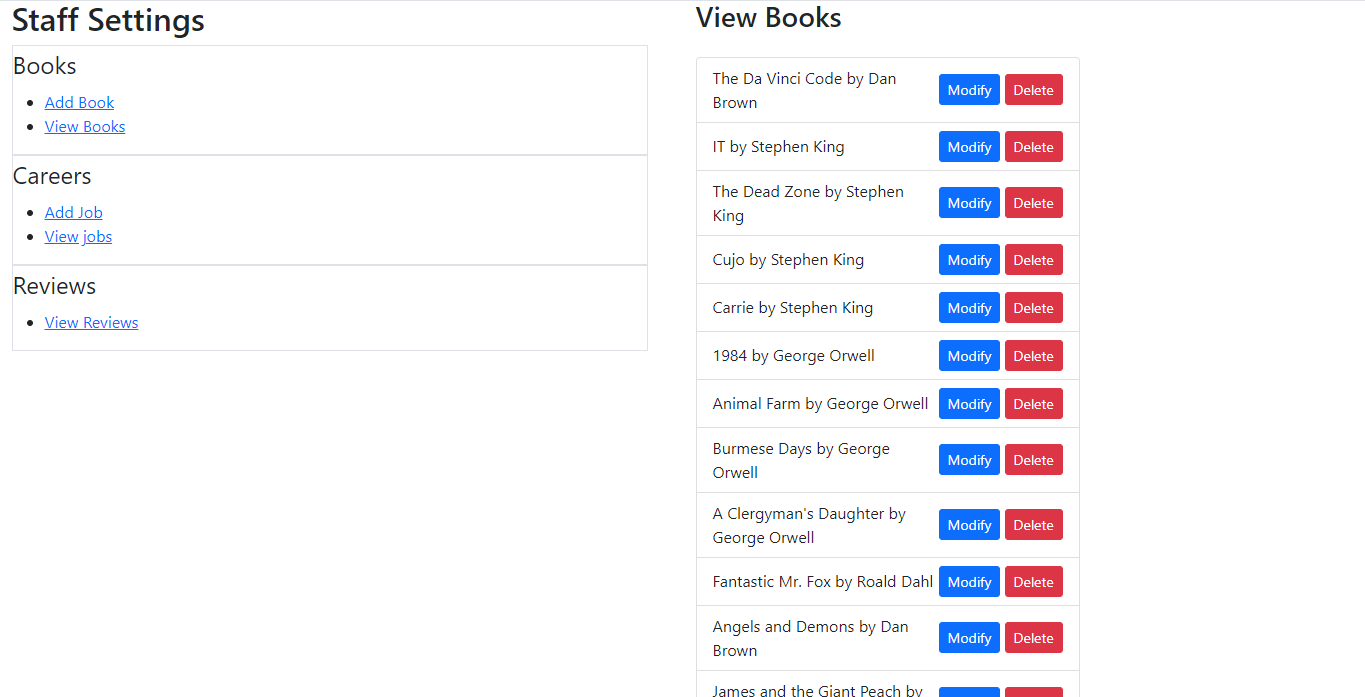 Staff Settings
Books
Add Book
View Books
Careers
Add Job
View jobs
Reviews
View Reviews
View Books
The Da Vinci Code by Dan
Brown
Modify Delete
IT by Stephen King Modify Delete
The Dead Zone by Stephen
King
Modify Delete
Cujo by Stephen King Modify Delete
Carrie by Stephen King Modify Delete
1984 by George Orwell Modify Delete
Animal Farm by George Orwell Modify Delete
Burmese Days by George
Orwell
Modify Delete
A Clergyman's Daughter by
George Orwell
Modify Delete
Fantastic Mr. Fox by Roald Dahl Modify Delete
Angels and Demons by Dan
Brown
Modify Delete
James and the Giant Peach by